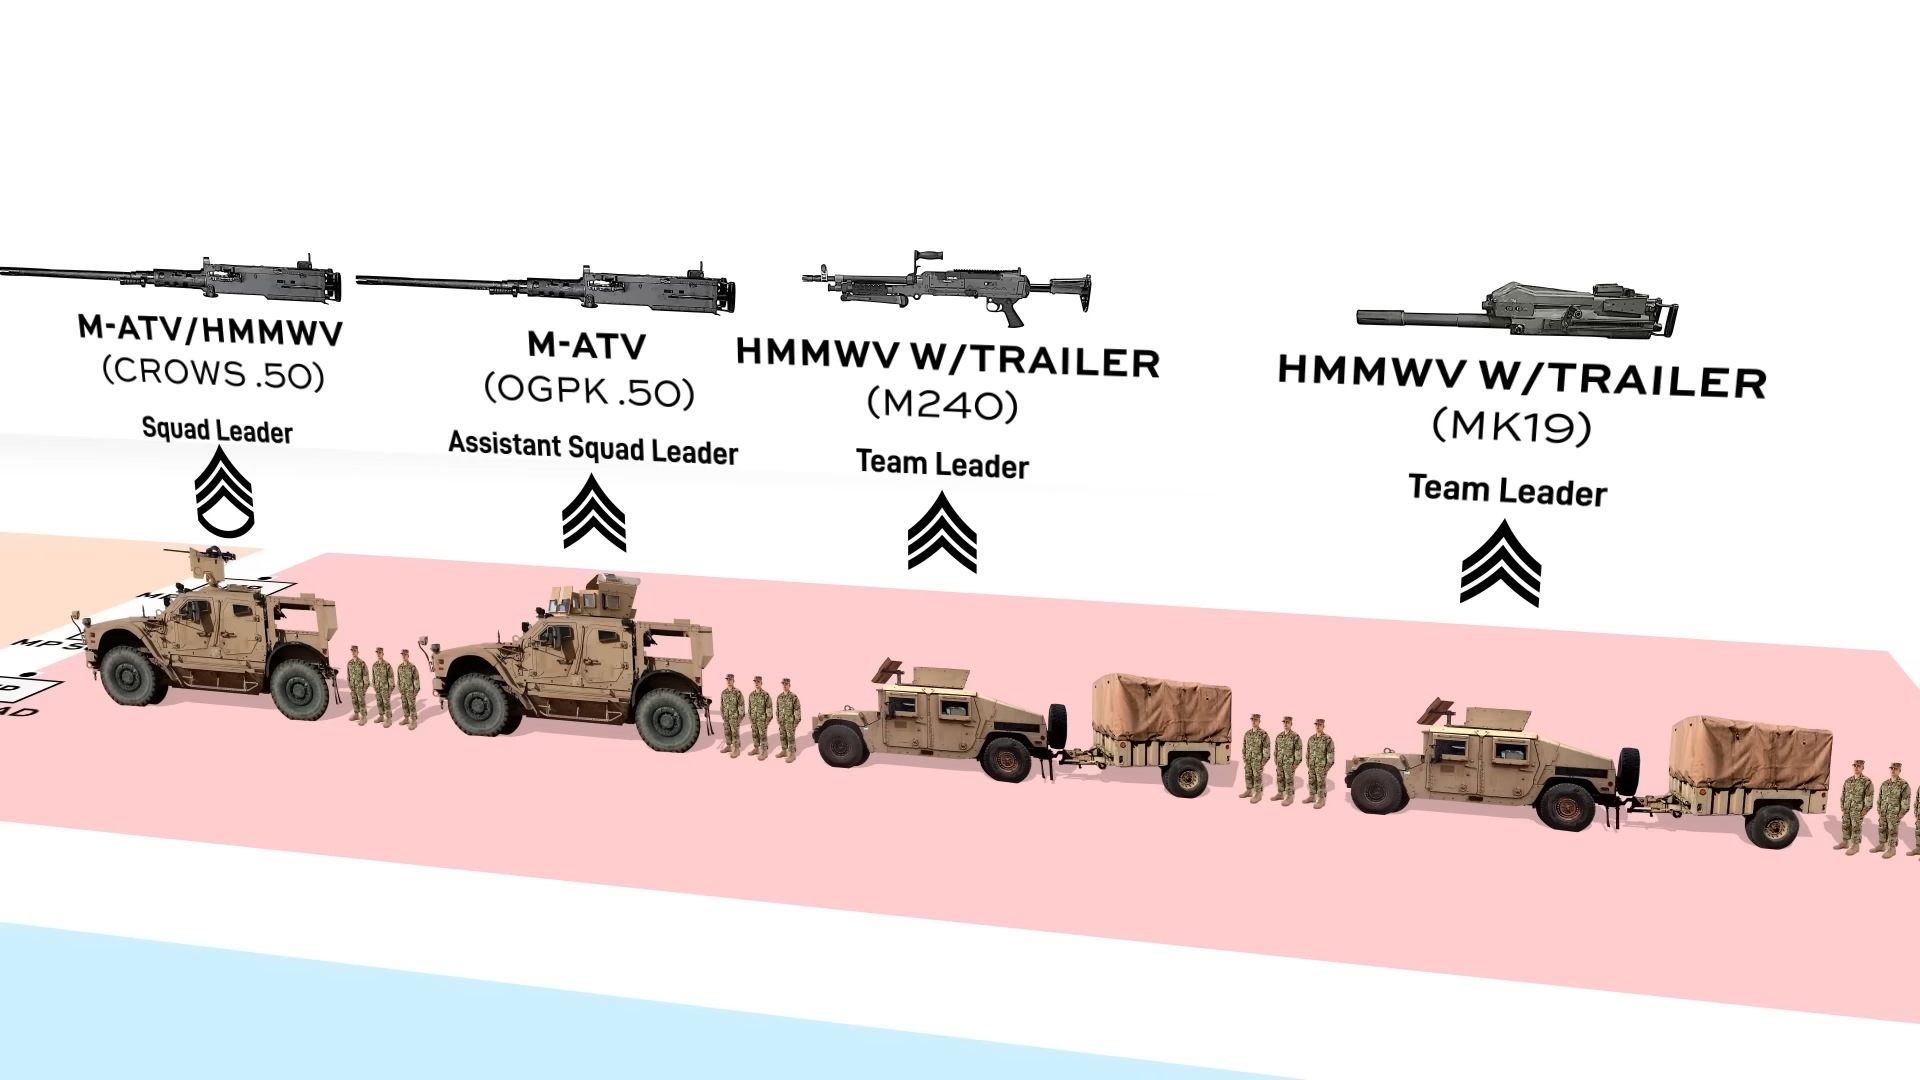 M-ATV/HMMWV
(CROWS .50)
Squad Leader
M-ATV
(OGPK .50)
Assistant Squad Leader
HMMWV W/TRAILER
(M240)
Team Leader
HMMWV W/TRAILER
(MK19)
Team Leader